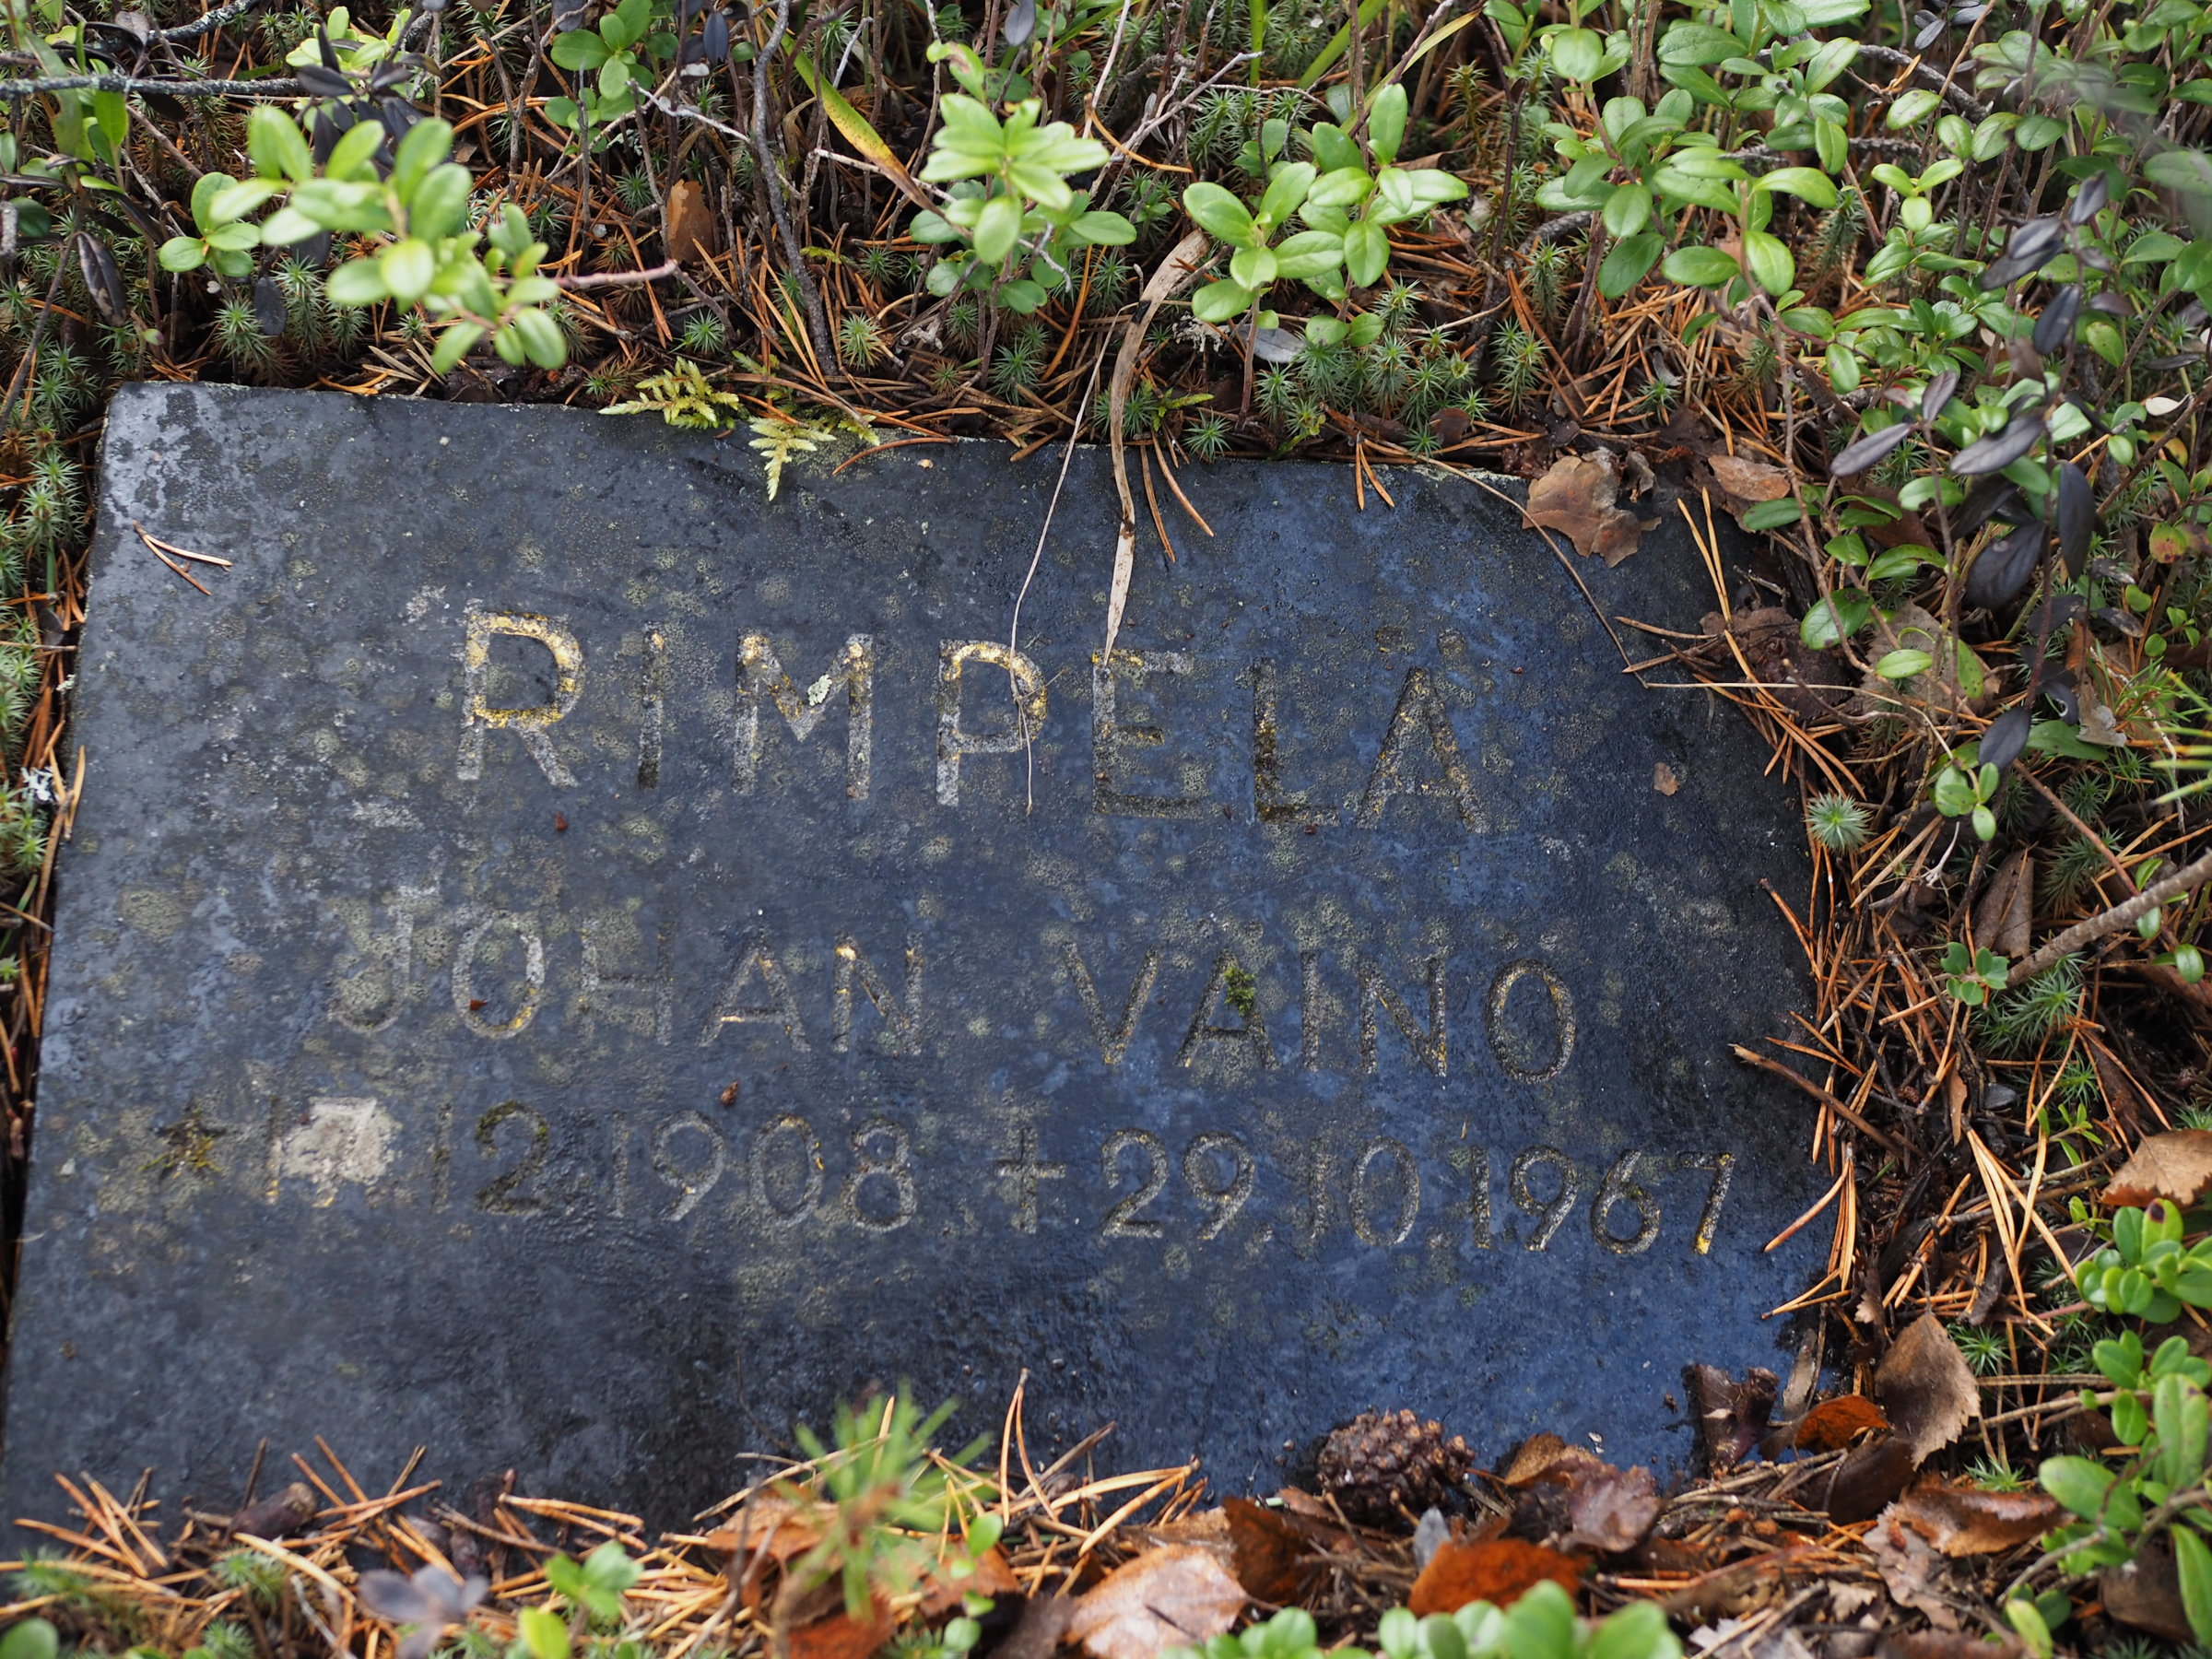 RIMPELÄ
JOHAN VÄINÖ
12.1908 † 29.10.1967